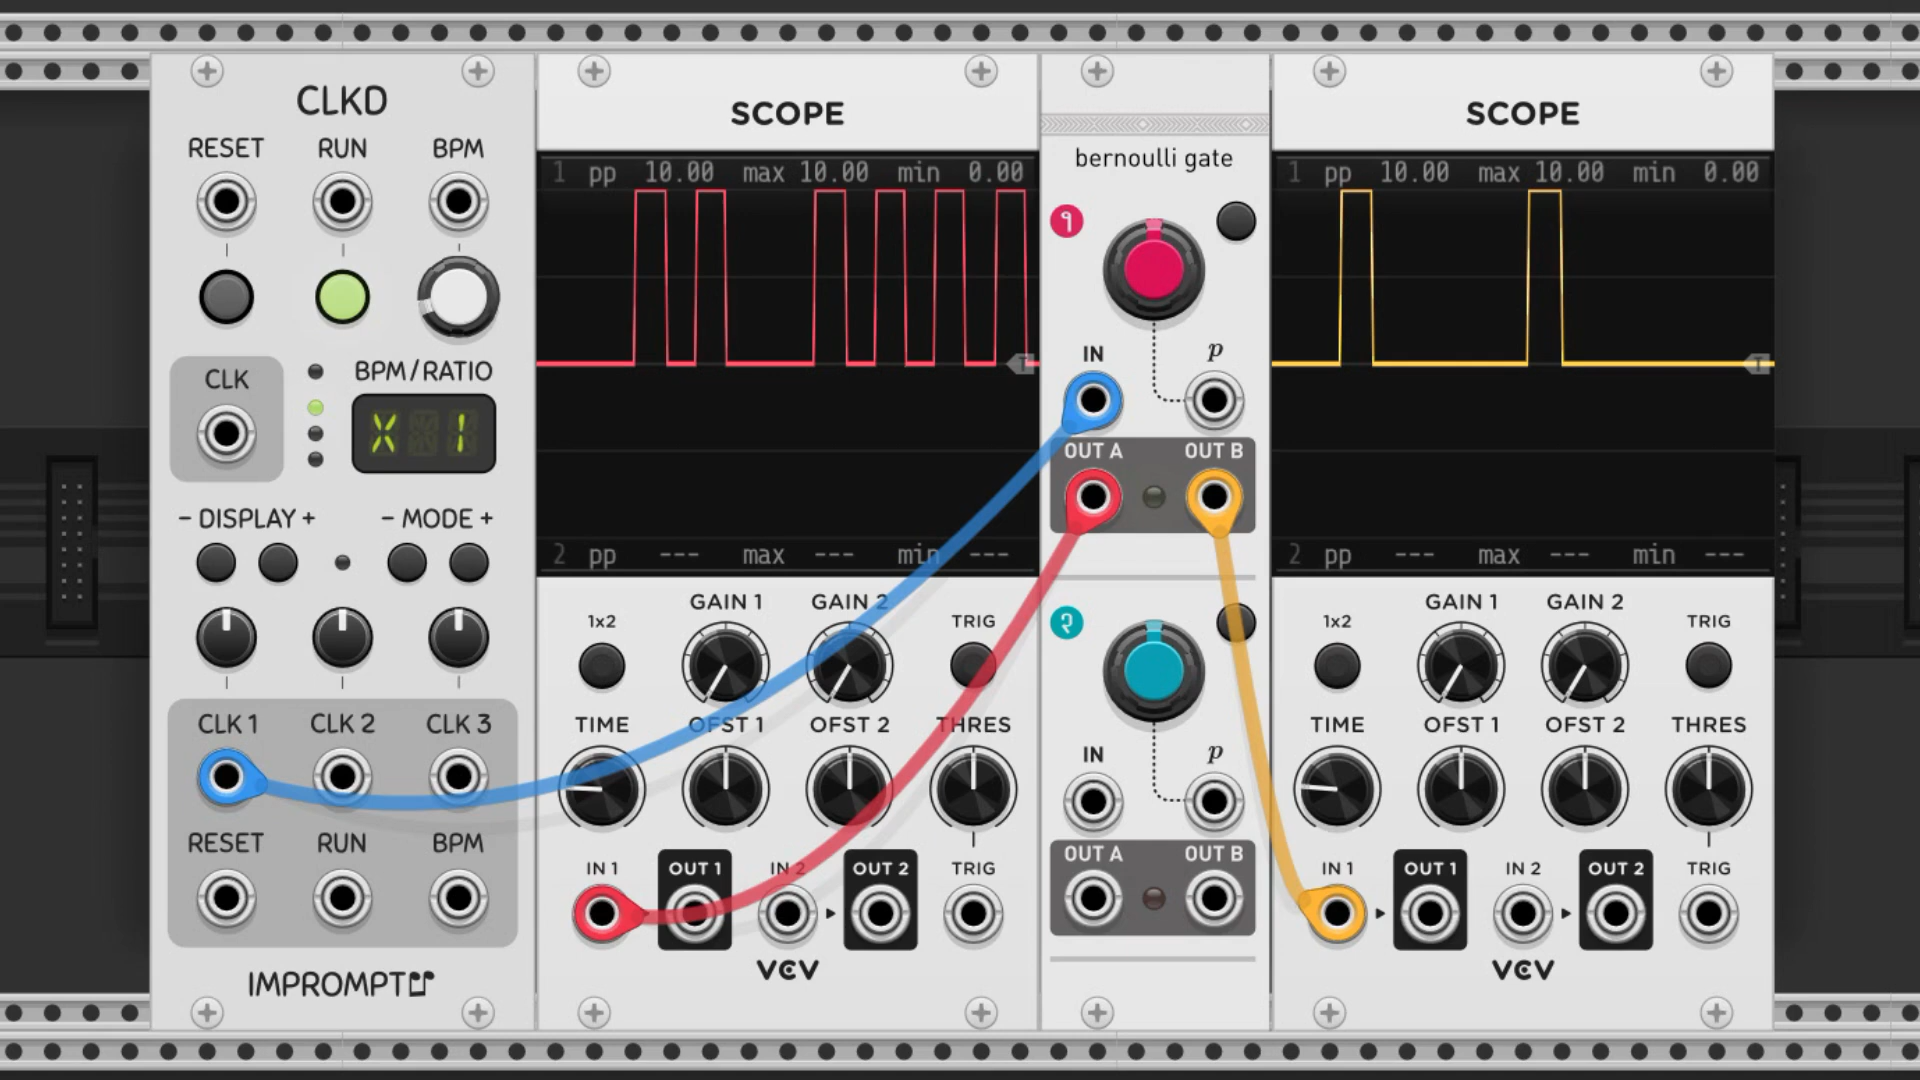 CLKD
RESET RUN BPM
CLK
BPM/RATIO
X 1
- DISPLAY + - MODE +
CLK 1 CLK 2 CLK 3
RESET RUN BPM
IMPROMPTU
SCOPE
1 pp 10.00 max 10.00 min 0.00
T
2 pp --- max --- min ---
1x2 GAIN 1 GAIN 2 TRIG
TIME OFST 1 OFST 2 THRES
IN 1 OUT 1 IN 2 OUT 2 TRIG
VCV
bernoulli gate
१
IN p
OUT A OUT B
२
IN p
OUT A OUT B
SCOPE
1 pp 10.00 max 10.00 min 0.00
T
2 pp --- max --- min ---
1x2 GAIN 1 GAIN 2 TRIG
TIME OFST 1 OFST 2 THRES
IN 1 OUT 1 IN 2 OUT 2 TRIG
VCV